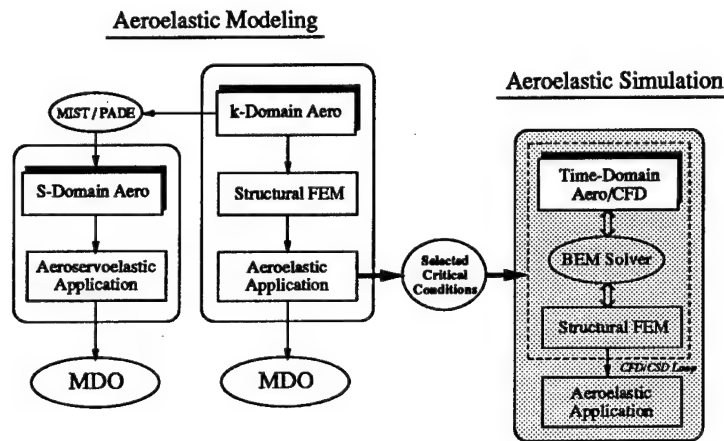 Aeroelastic Modeling
Aeroelastic Simulation
MIST / PADE
k-Domain Aero
S-Domain Aero
Structural FEM
Aeroservoelastic
Application
Aeroelastic
Application
MDO
MDO
Selected
Critical
Conditions
Time-Domain
Aero/CFD
BEM Solver
Structural FEM
CFD/CSD Loop
Aeroelastic
Application